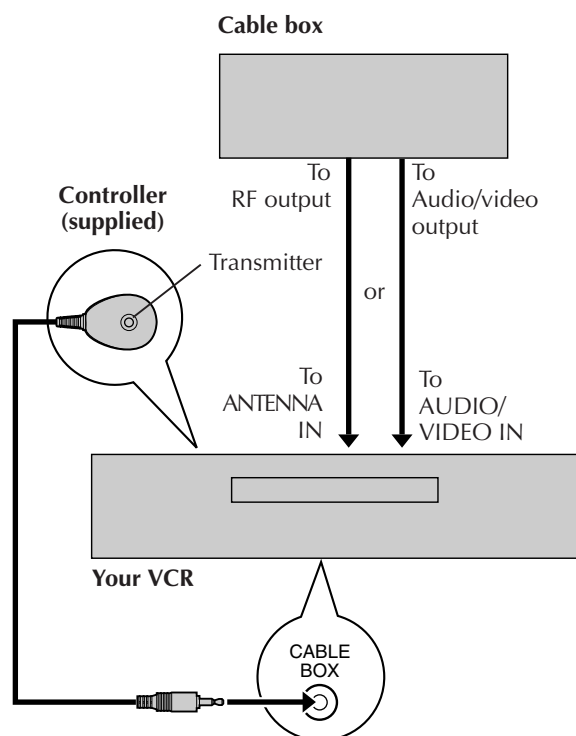 Cable box
To
RF output
To
Audio/video
output
Controller
(supplied)
Transmitter
or
To
ANTENNA
IN
To
AUDIO/
VIDEO IN
Your VCR
CABLE
BOX